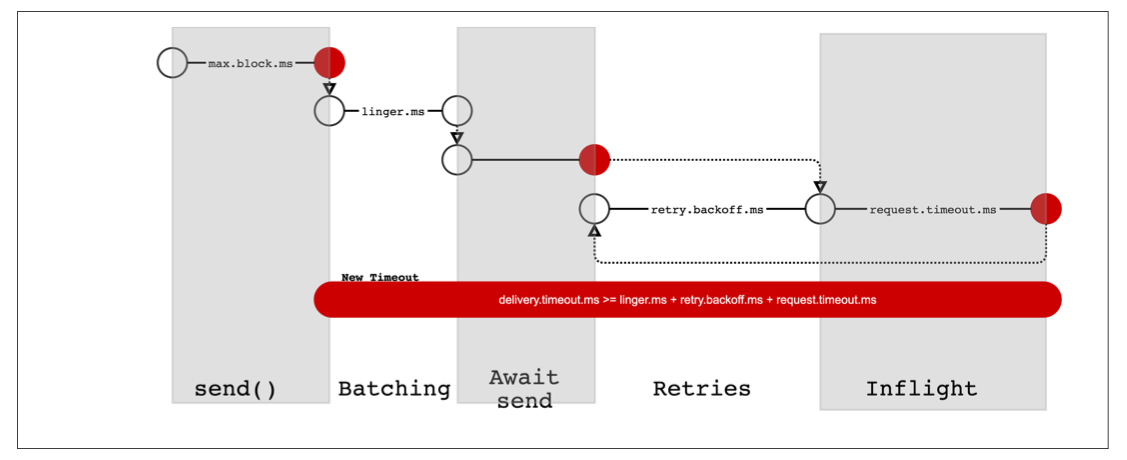 max.block.ms
linger.ms
retry.backoff.ms
request.timeout.ms
New Timeout
delivery.timeout.ms >= linger.ms + retry.backoff.ms + request.timeout.ms
send()
Batching
Await
send
Retries
Inflight